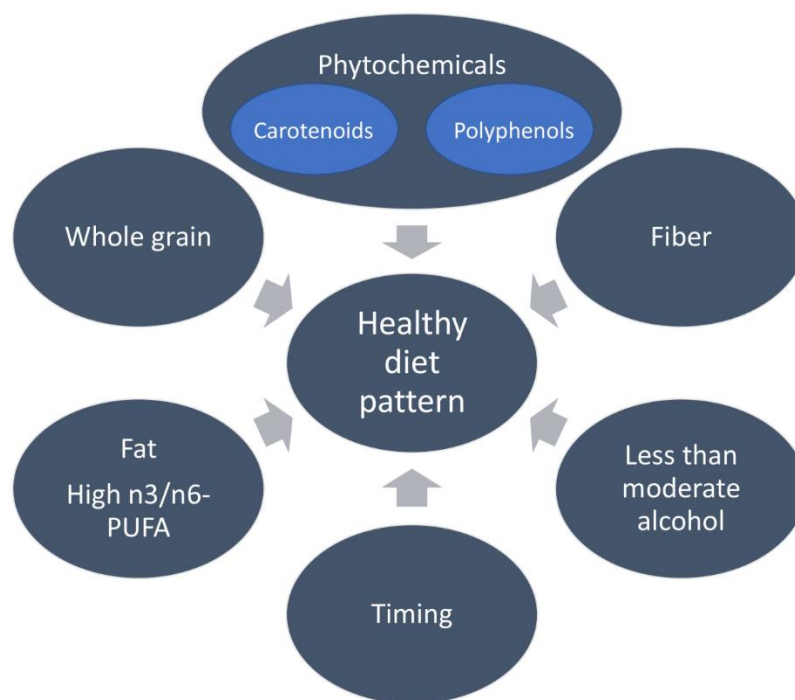 Phytochemicals
Carotenoids
Polyphenols
Whole grain
Fiber
Healthy
diet
pattern
Fat
High n3/n6-
PUFA
Less than
moderate
alcohol
Timing